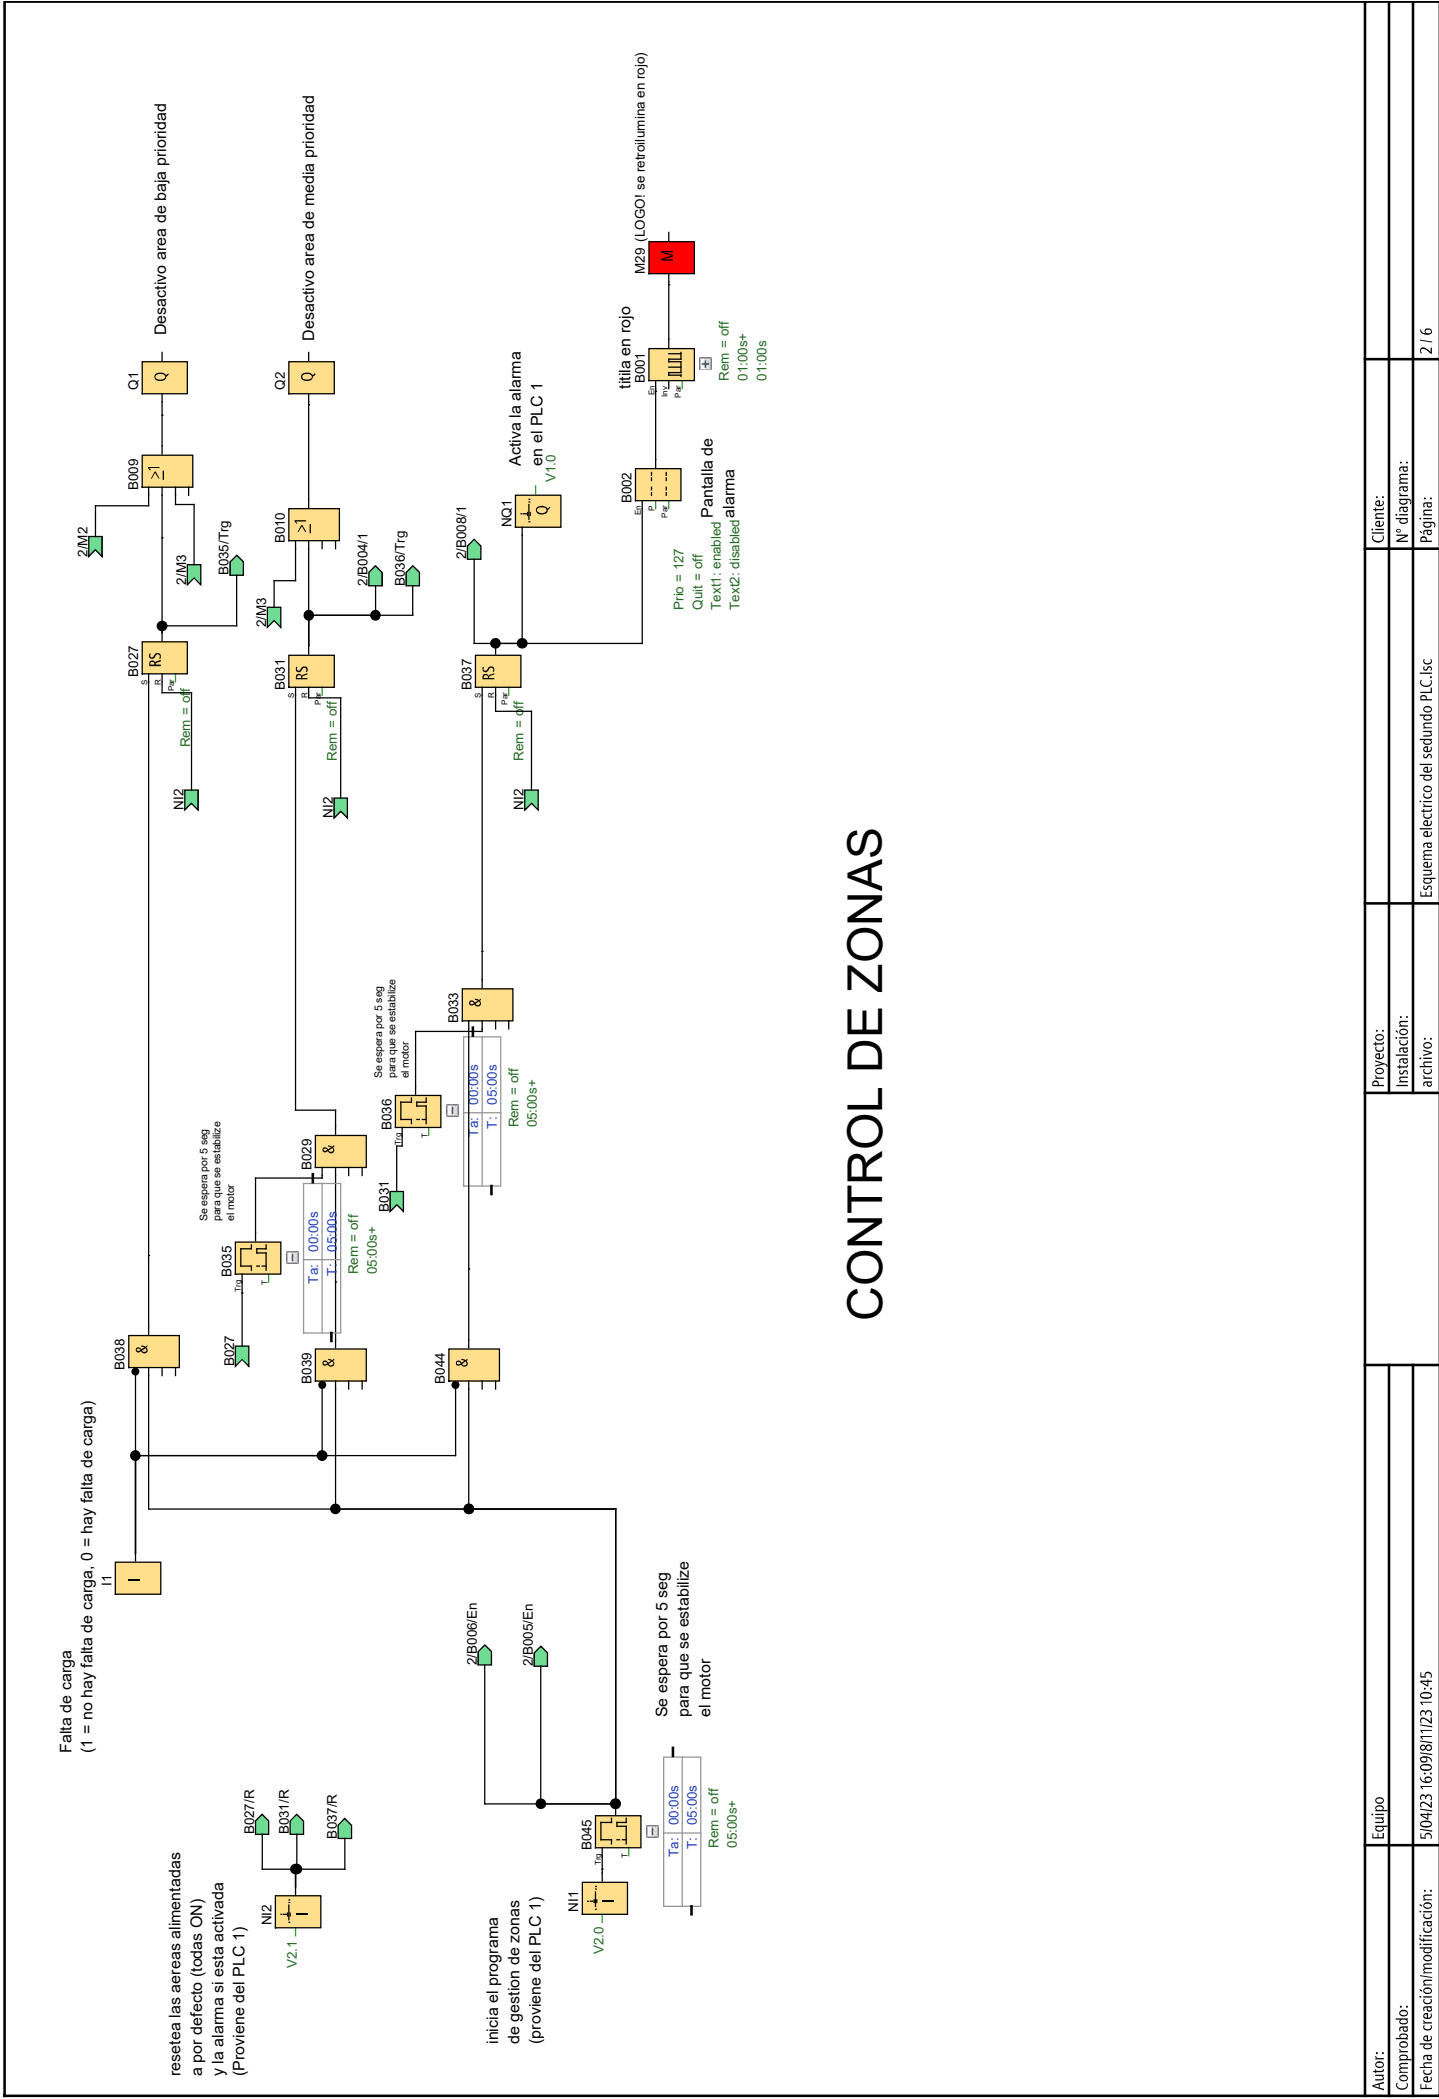 resetea las aereas alimentadas
a por defecto (todas ON)
y la alarma si esta activada
(Proviene del PLC 1)
V2.1
NI2
I
B027/R
B031/R
B037/R
inicia el programa
de gestion de zonas
(proviene del PLC 1)
V2.0
NI1
I
B045
Trg
T
Ta: 00:00s
T: 05:00s
Rem = off
05:00s+
Se espera por 5 seg
para que se estabilize
el motor
2/B006/En
2/B005/En
Falta de carga
(1 = no hay falta de carga, 0 = hay falta de carga)
I1
I
B038
&
B039
&
B044
&
B027
B035
Trg
T
Ta: 00:00s
T: 05:00s
Rem = off
05:00s+
Se espera por 5 seg
para que se estabilize
el motor
B029
&
B031
B036
Trg
T
Ta: 00:00s
T: 05:00s
Rem = off
05:00s+
Se espera por 5 seg
para que se estabilize
el motor
B033
&
NI2
Rem = off
B027
S
R
Par
RS
B035/Trg
2/M2
2/M3
B009
≥1
Q1
Q
Desactivo area de baja prioridad
NI2
Rem = off
B031
S
R
Par
RS
2/M3
2/B004/1
B036/Trg
B010
≥1
Q2
Q
Desactivo area de media prioridad
NI2
Rem = off
B037
S
R
Par
RS
2/B008/1
NQ1
Q
V1.0
Activa la alarma
en el PLC 1
B002
En
P
Par
Prio = 127
Quit = off
Text1: enabled
Text2: disabled
Pantalla de
alarma
titila en rojo
B001
En
Inv
Par
Rem = off
01:00s+
01:00s
M29 (LOGO! se retroilumina en rojo)
M
CONTROL DE ZONAS
Autor:
Equipo
Proyecto:
Cliente:
Comprobado:
Instalación:
N° diagrama:
Fecha de creación/modificación:
5/04/23 16:09/8/11/23 10:45
archivo:
Esquema electrico del sedundo PLC.lsc
Página:
2 / 6